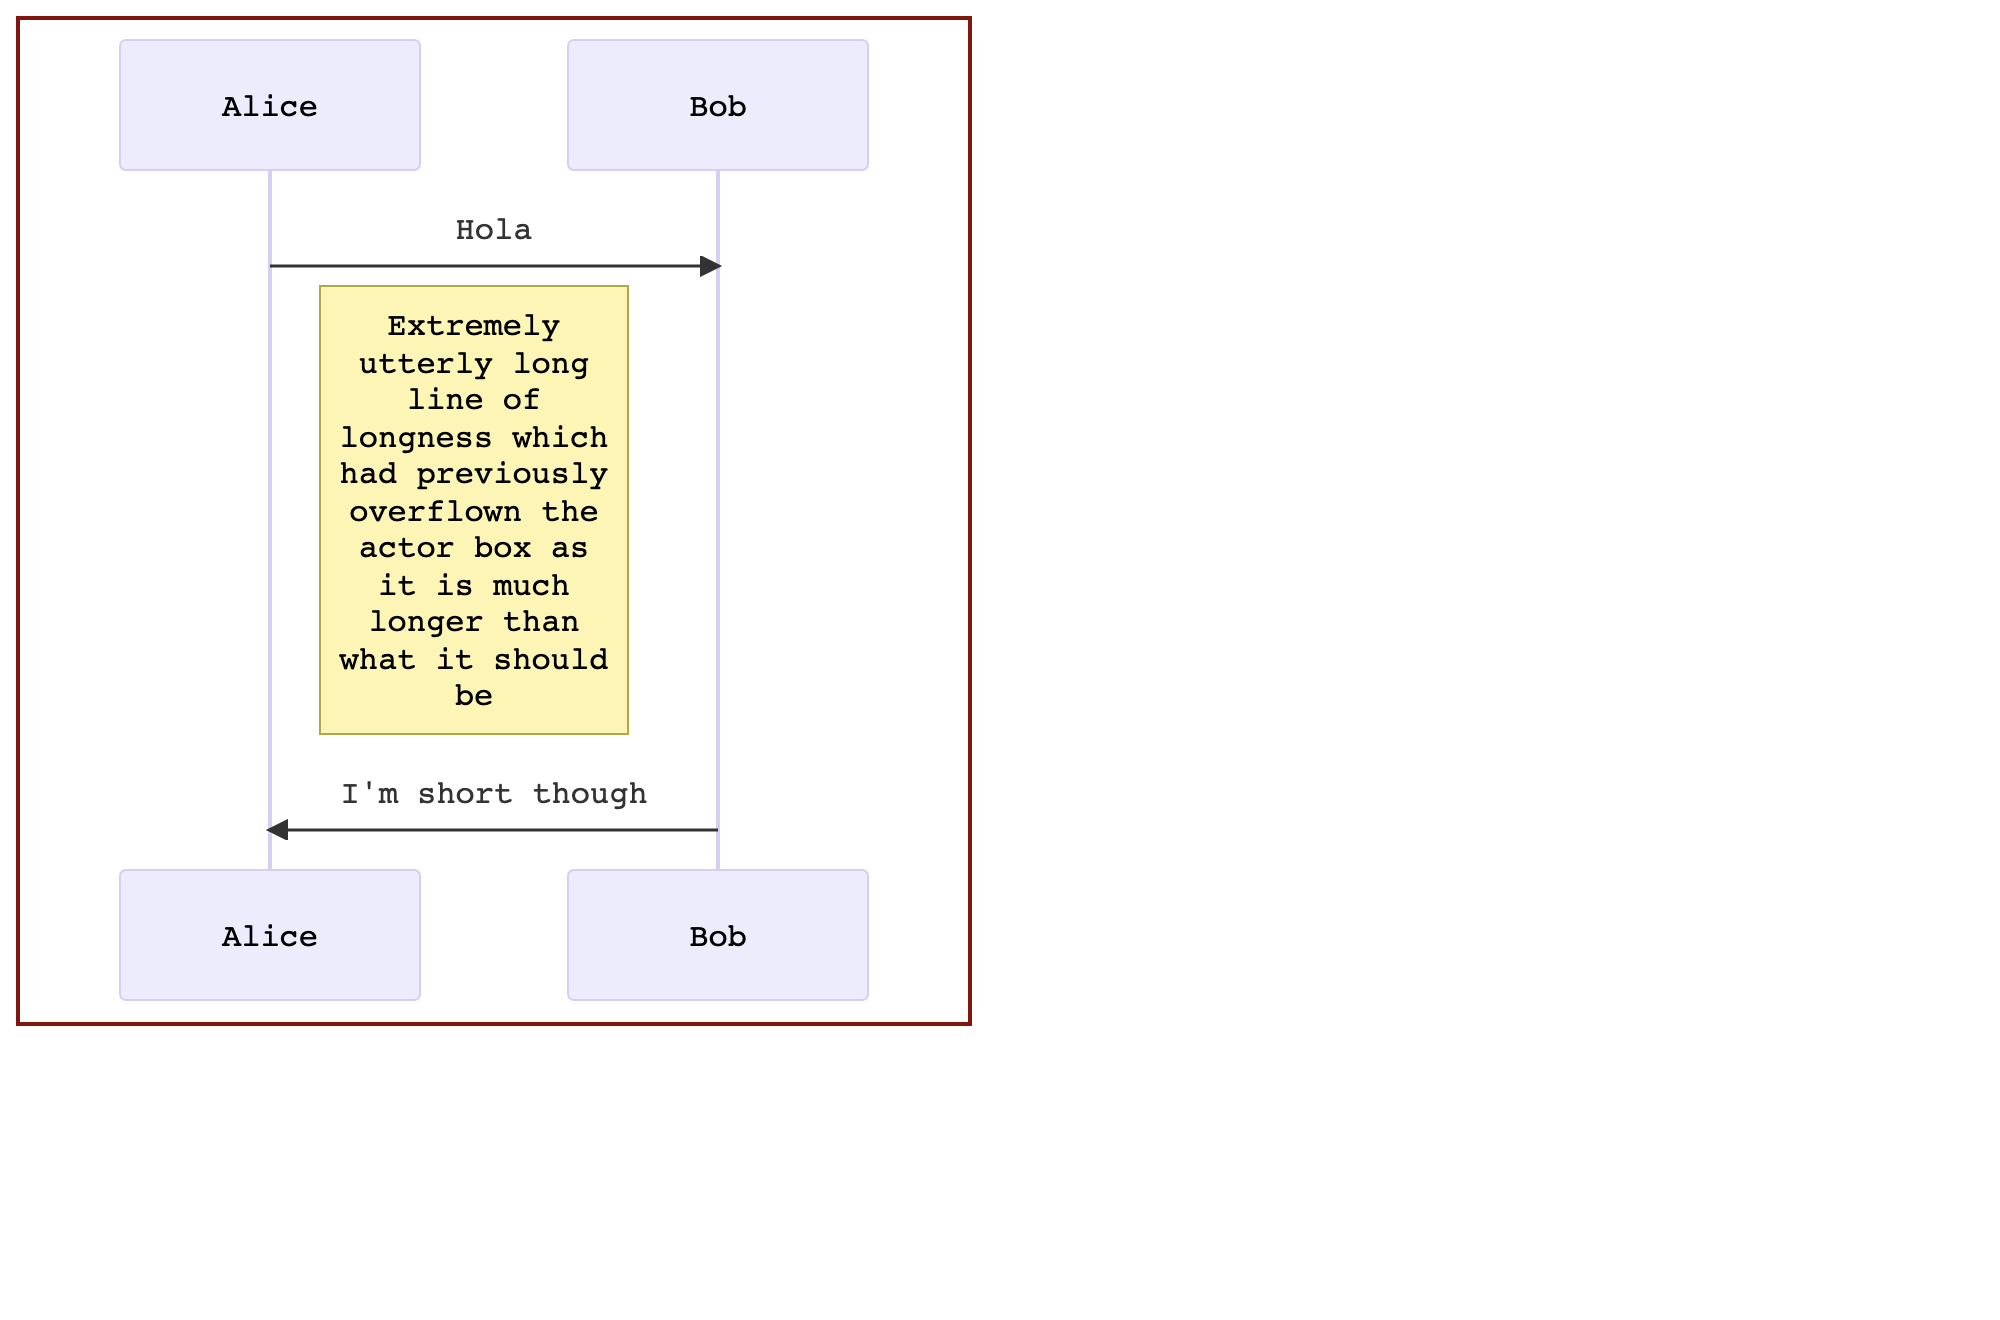 Alice
Bob
Hola
Extremely
utterly long
line of
longness which
had previously
overflown the
actor box as
it is much
longer than
what it should
be
I'm short though
Alice
Bob